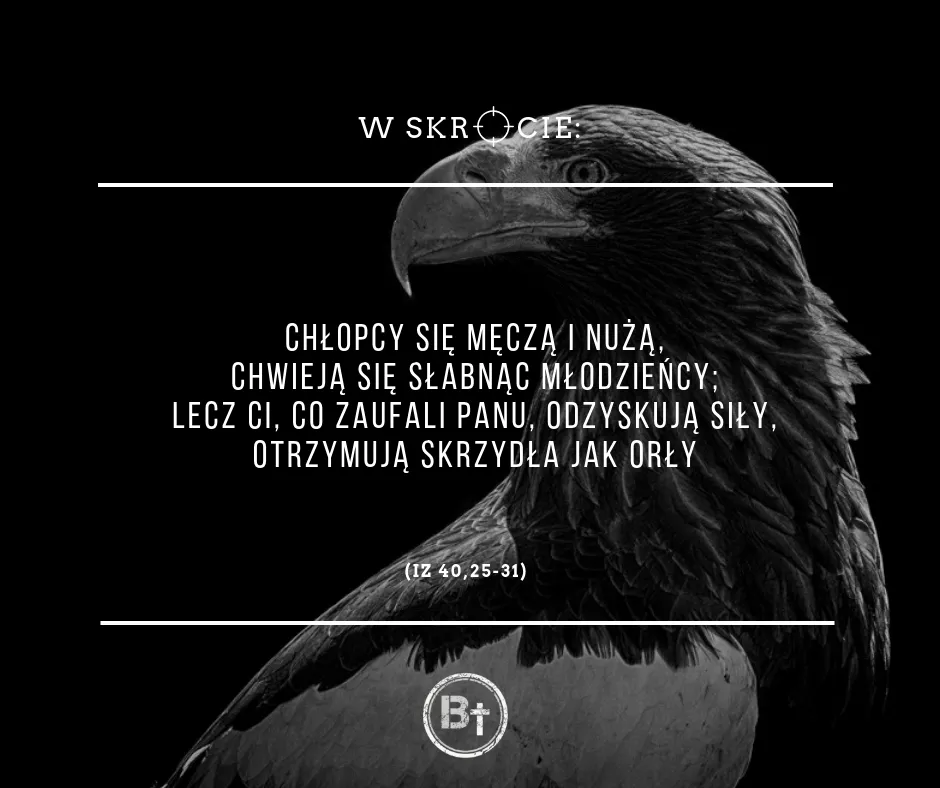 W SKRÓCIE:
CHŁOPCY SIĘ MĘCZĄ I NUŻĄ,
CHWIEJĄ SIĘ SŁABNĄC MŁODZIEŃCY;
LECZ CI, CO ZAUFALI PANU, ODZYSKUJĄ SIŁY,
OTRZYMUJĄ SKRZYDŁA JAK ORŁY
(IZ 40,25-31)
B†